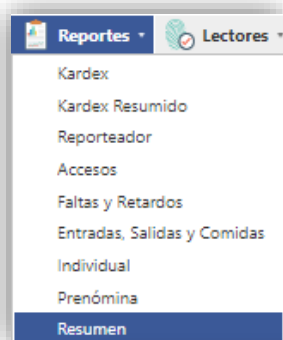 Reportes Lectores
Kardex
Kardex Resumido
Reporteador
Accesos
Faltas y Retardos
Entradas, Salidas y Comidas
Individual
Prenómina
Resumen